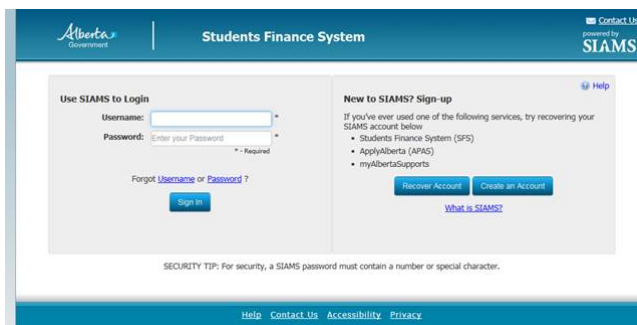 Contact Us
Alberta
Government
Students Finance System
powered by
SIAMS
Help
Use SIAMS to Login
Username: *
Password: Enter your Password *
* - Required
Forgot Username or Password ?
Sign In
New to SIAMS? Sign-up
If you've ever used one of the following services, try recovering your
SIAMS account below
• Students Finance System (SFS)
• ApplyAlberta (APAS)
• myAlbertaSupports
Recover Account Create an Account
What is SIAMS?
SECURITY TIP: For security, a SIAMS password must contain a number or special character.
Help Contact Us Accessibility Privacy